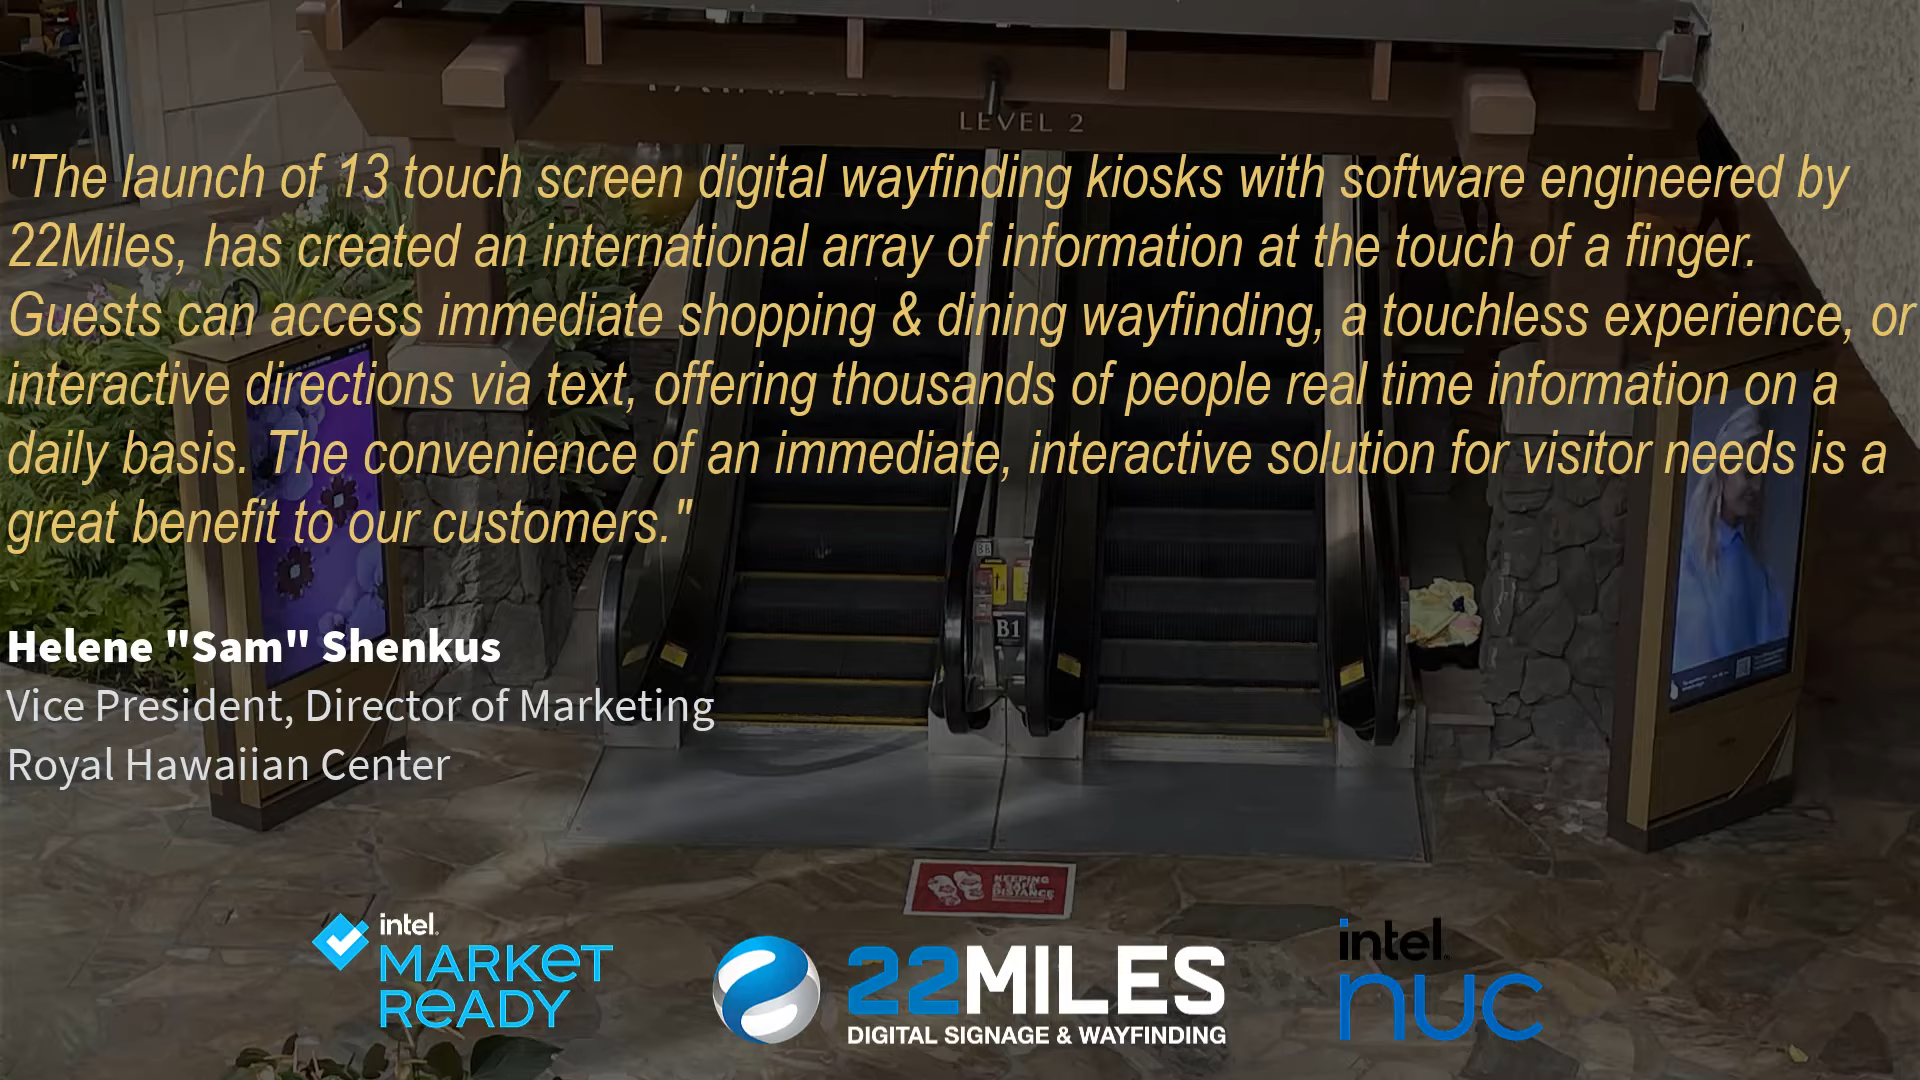 LEVEL 2
"The launch of 13 touch screen digital wayfinding kiosks with software engineered by
22Miles, has created an international array of information at the touch of a finger.
Guests can access immediate shopping & dining wayfinding, a touchless experience, or
interactive directions via text, offering thousands of people real time information on a
daily basis. The convenience of an immediate, interactive solution for visitor needs is a
great benefit to our customers."
B1
Helene "Sam" Shenkus
Vice President, Director of Marketing
Royal Hawaiian Center
KEEPING
A SAFE
DISTANCE
intel.
MARKET
READY
22MILES
DIGITAL SIGNAGE & WAYFINDING
intel.
nuc